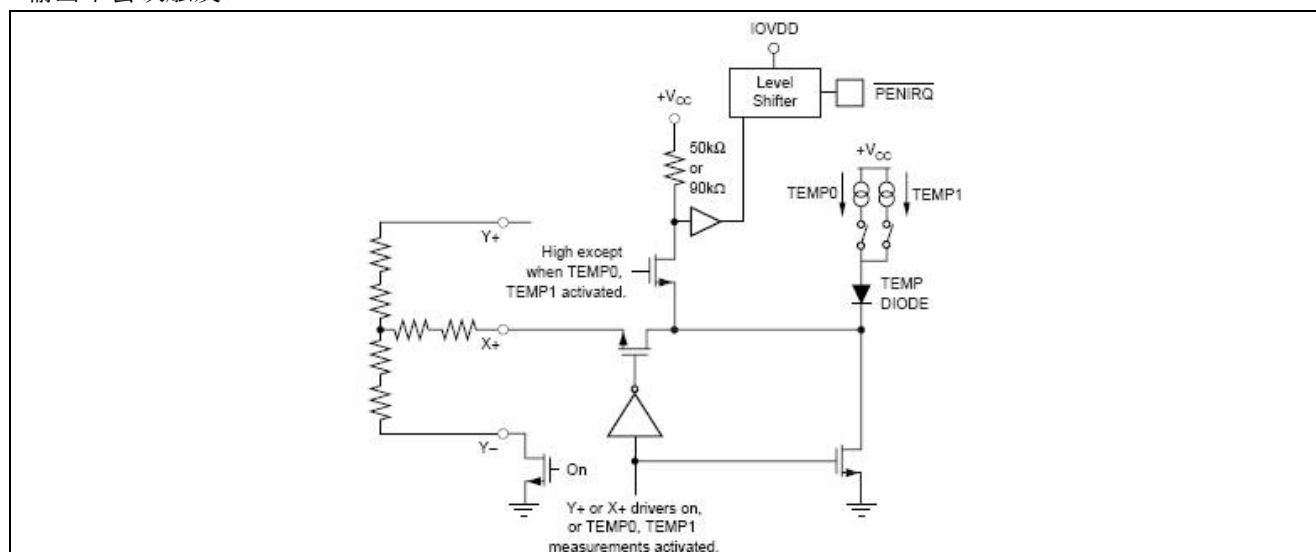 IOVDD
Level
Shifter
PENIRQ
+VCC
50kΩ
or
90kΩ
+VCC
TEMP0
TEMP1
Y+
High except
when TEMP0,
TEMP1 activated.
TEMP
DIODE
X+
Y−
On
Y+ or X+ drivers on,
or TEMP0, TEMP1
measurements activated.